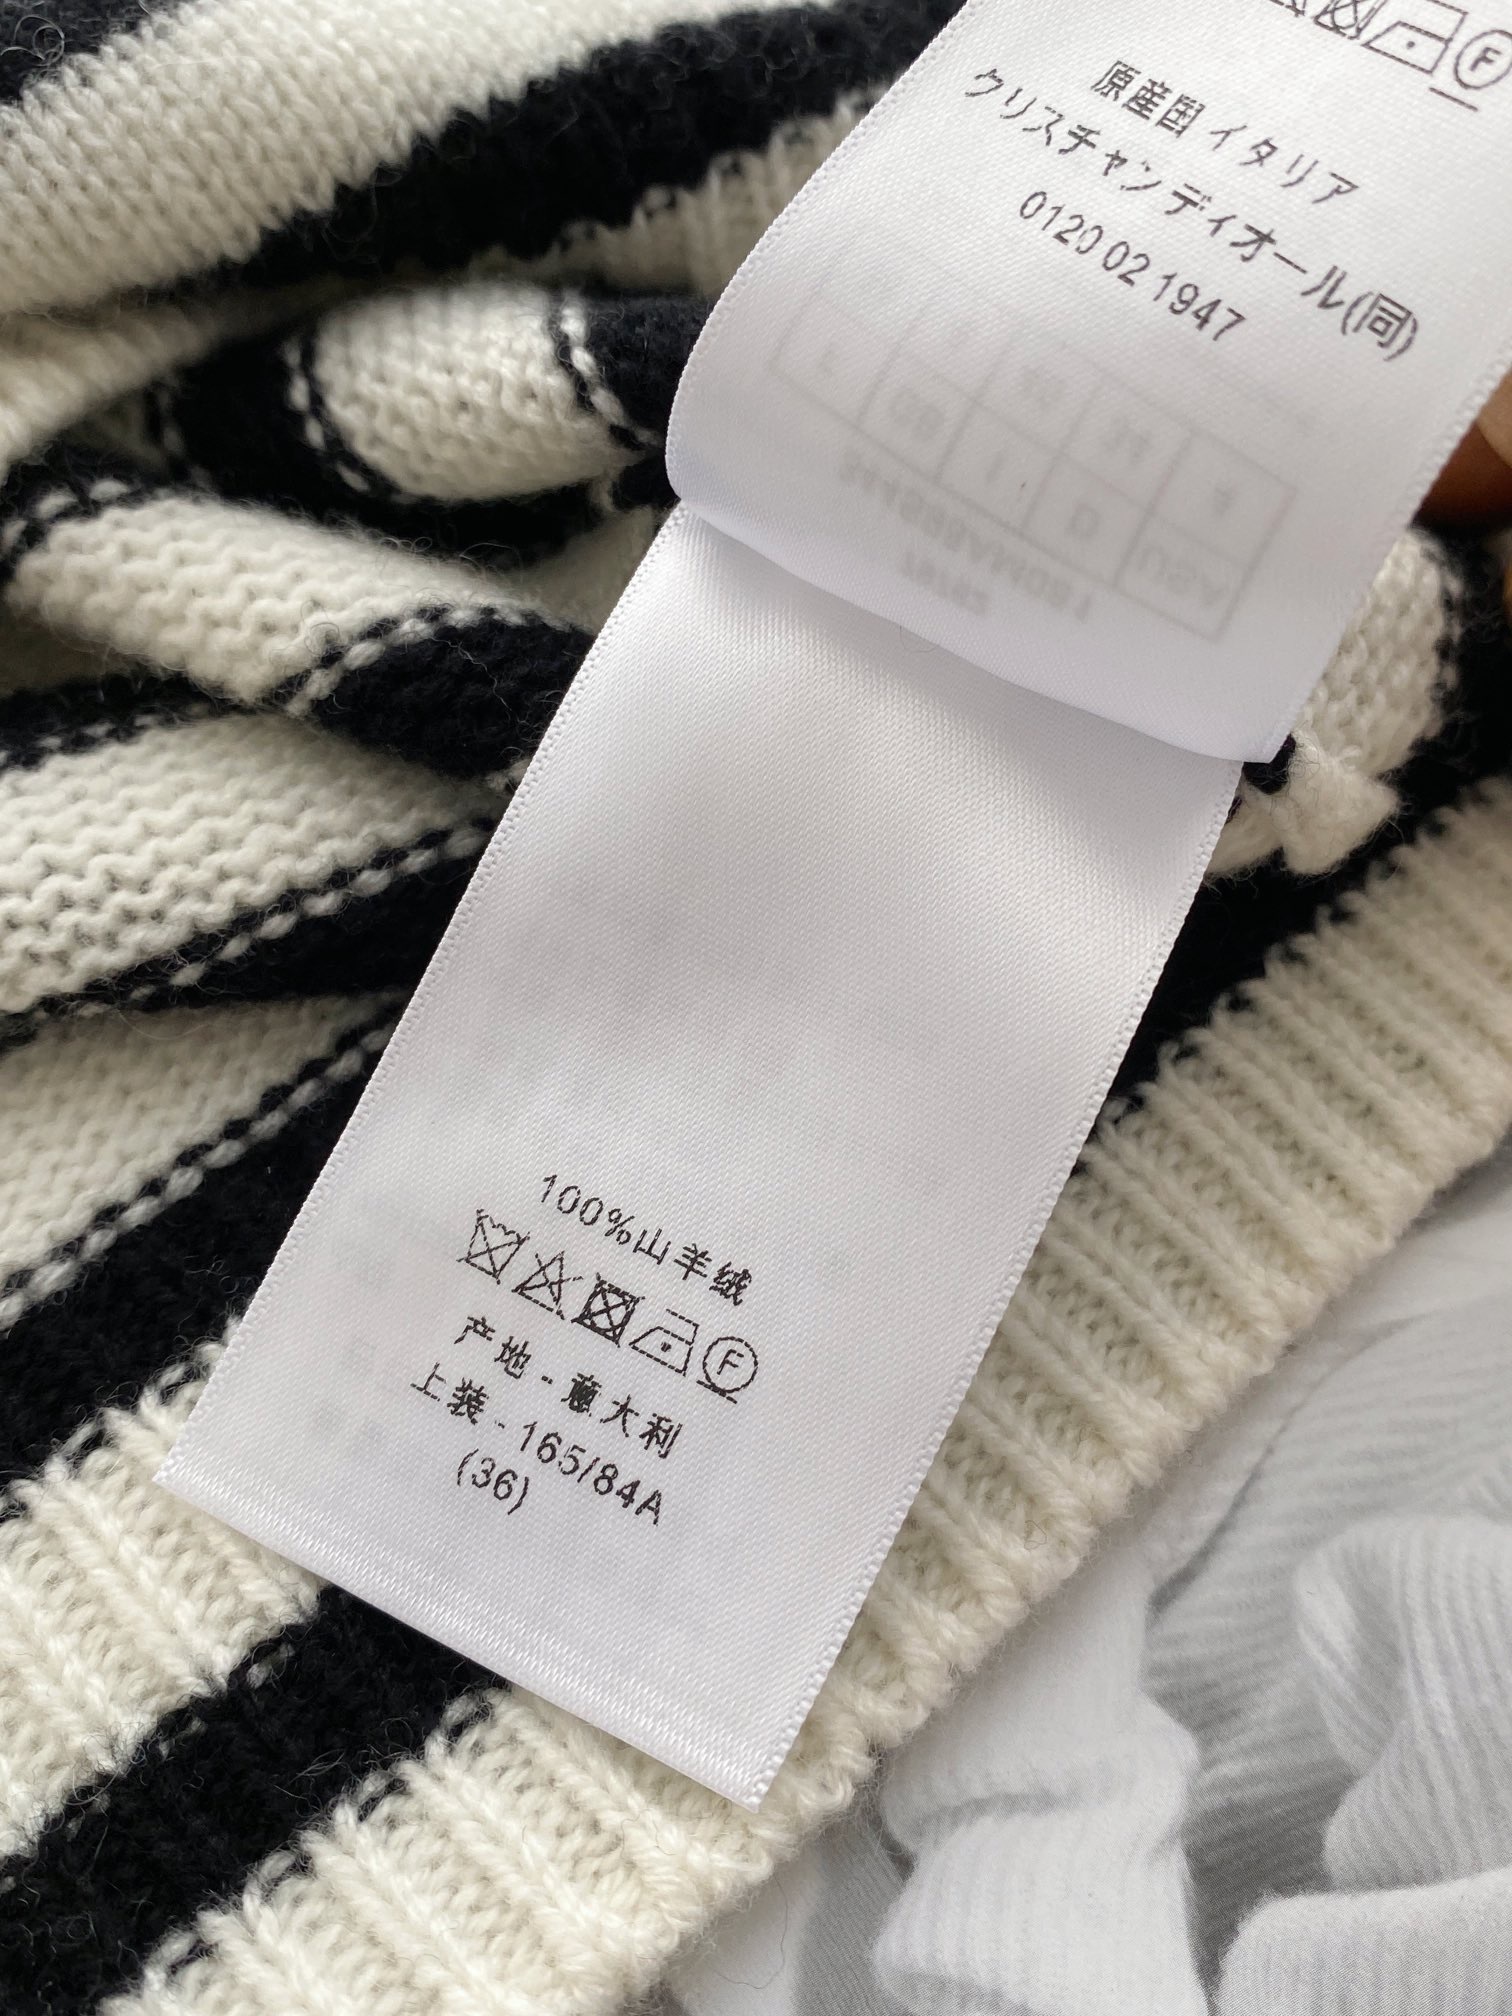 F
原産国 イタリア
クリスチャン ディオール(同)
0120 02 1947
100%山羊绒
F
产地 - 意大利
上装 - 165/84A
(36)